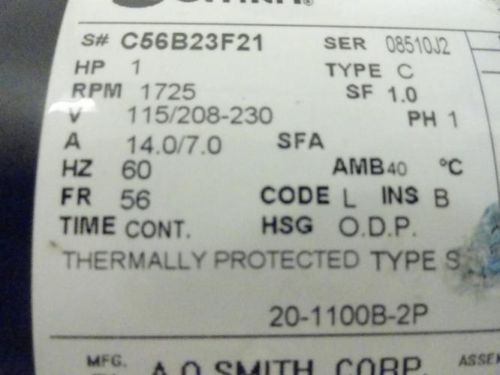 S# C56B23F21 SER 08510J2
HP 1 TYPE C
RPM 1725 SF 1.0
V 115/208-230 PH 1
A 14.0/7.0 SFA
HZ 60 AMB 40 °C
FR 56 CODE L INS B
TIME CONT. HSG O.D.P.
THERMALLY PROTECTED TYPE S
20-1100B-2P
MFG. A.O. SMITH CORP. ASSEM